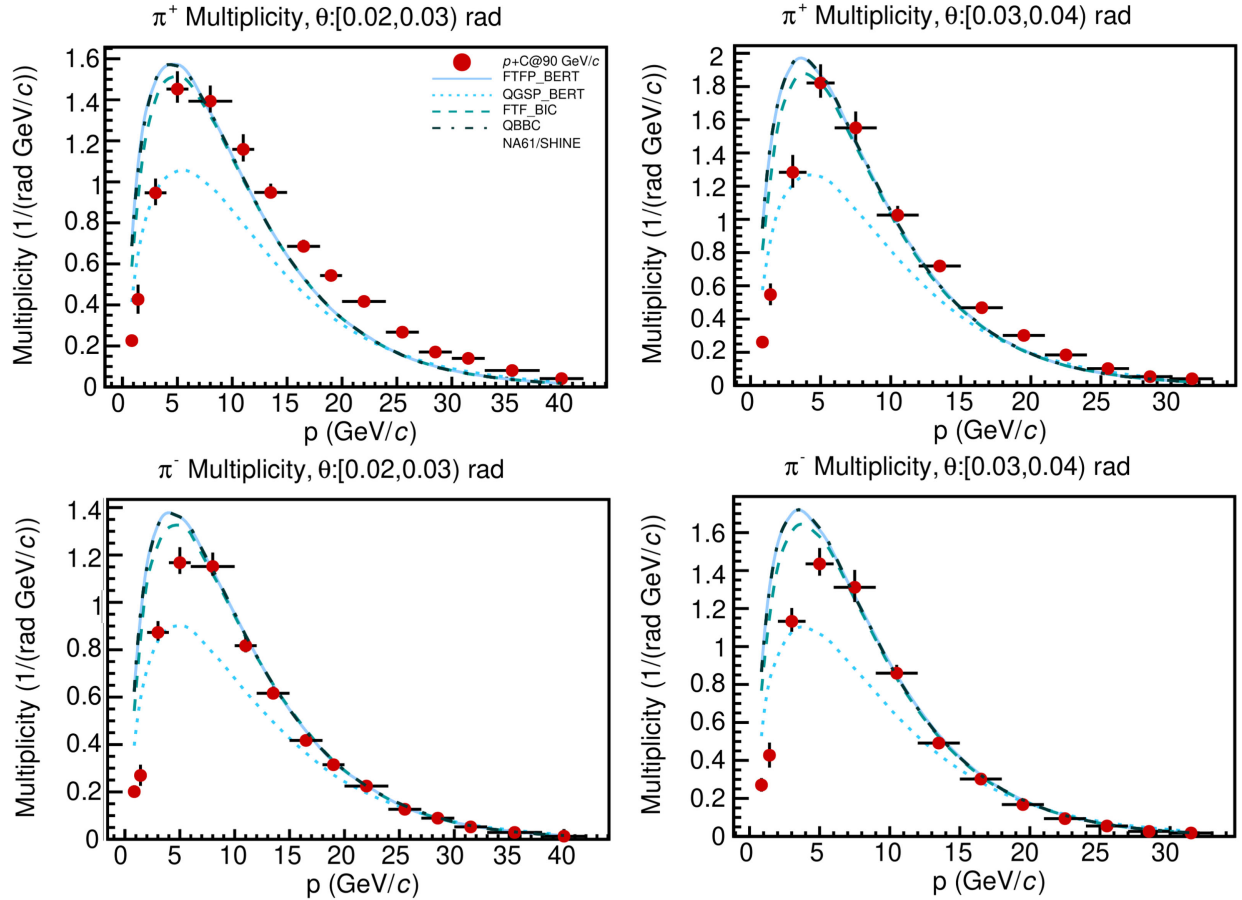 π+ Multiplicity, θ:[0.02,0.03) rad
Multiplicity (1/(rad GeV/c))
1.6
1.4
1.2
1
0.8
0.6
0.4
0.2
0
p+C@90 GeV/c
FTFP_BERT
QGSP_BERT
FTF_BIC
QBBC
NA61/SHINE
0 5 10 15 20 25 30 35 40
p (GeV/c)
π+ Multiplicity, θ:[0.03,0.04) rad
Multiplicity (1/(rad GeV/c))
2
1.8
1.6
1.4
1.2
1
0.8
0.6
0.4
0.2
0
0 5 10 15 20 25 30
p (GeV/c)
π- Multiplicity, θ:[0.02,0.03) rad
Multiplicity (1/(rad GeV/c))
1.4
1.2
1
0.8
0.6
0.4
0.2
0
0 5 10 15 20 25 30 35 40
p (GeV/c)
π- Multiplicity, θ:[0.03,0.04) rad
Multiplicity (1/(rad GeV/c))
1.6
1.4
1.2
1
0.8
0.6
0.4
0.2
0
0 5 10 15 20 25 30
p (GeV/c)